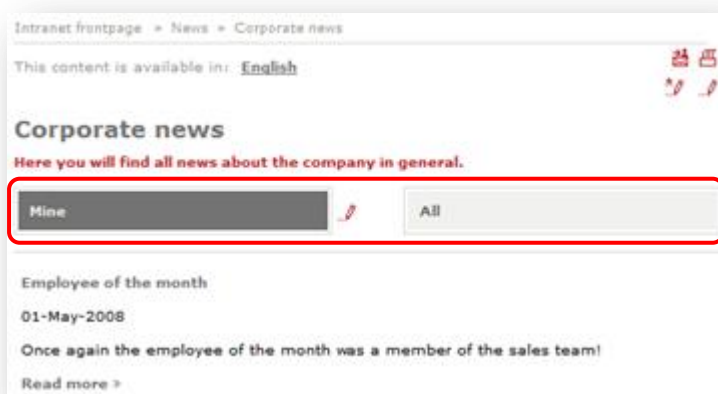 Intranet frontpage » News » Corporate news
This content is available in: English
Corporate news
Here you will find all news about the company in general.
Mine
All
Employee of the month
01-May-2008
Once again the employee of the month was a member of the sales team!
Read more »